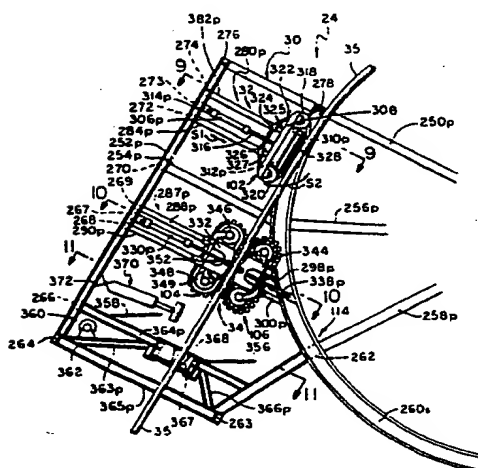 382p 276 280p 30 24 35
274
9 322 318 278
32 324
273 325 308
314p
272
306p 310p 250p
284p 316 326 328 9
S1 327
252p 312p
254p 102 320 S2
270
10 287p 256p
269 288p 346
267 332
268
290p 344
11 330p
352 298p
372 370 348 338p
349 10
266 358 104 300p 114
360 34 106 258p
364p 368 356
264 262
362
363p 11
366p
365p 367 263 260s
35